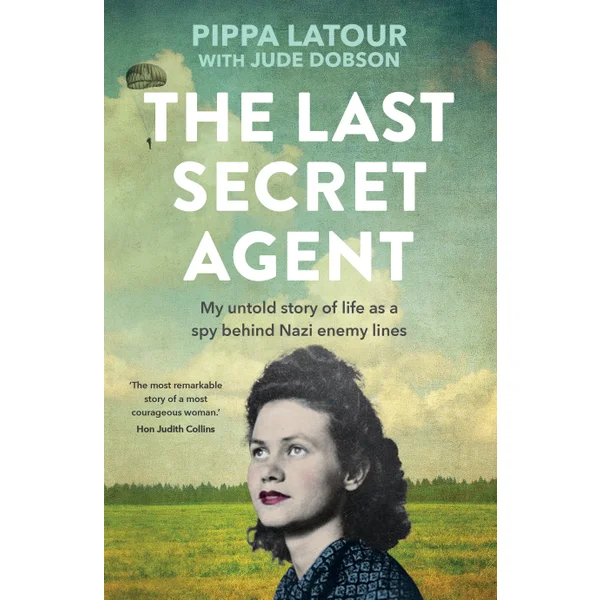 PIPPA LATOUR
WITH JUDE DOBSON
THE LAST
SECRET
AGENT
My untold story of life as a
spy behind Nazi enemy lines
‘The most remarkable
story of a most
courageous woman.’
Hon Judith Collins